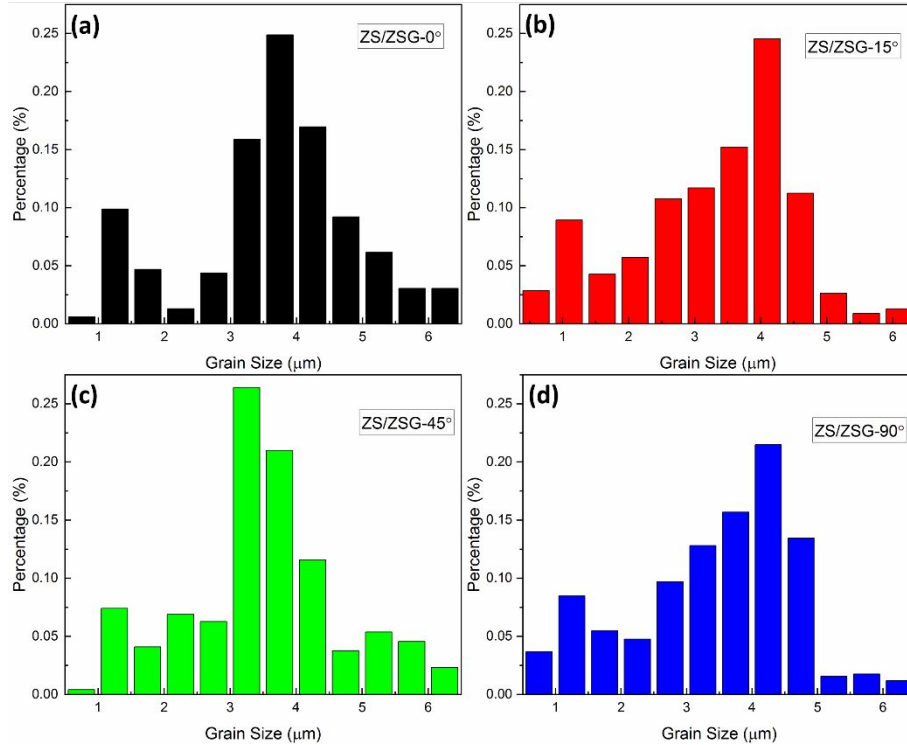 (a)
ZS/ZSG-0°
Percentage (%)
0.25
0.20
0.15
0.10
0.05
0.00
1 2 3 4 5 6
Grain Size (μm)
(b)
ZS/ZSG-15°
Percentage (%)
0.25
0.20
0.15
0.10
0.05
0.00
1 2 3 4 5 6
Grain Size (μm)
(c)
ZS/ZSG-45°
Percentage (%)
0.25
0.20
0.15
0.10
0.05
0.00
1 2 3 4 5 6
Grain Size (μm)
(d)
ZS/ZSG-90°
Percentage (%)
0.25
0.20
0.15
0.10
0.05
0.00
1 2 3 4 5 6
Grain Size (μm)